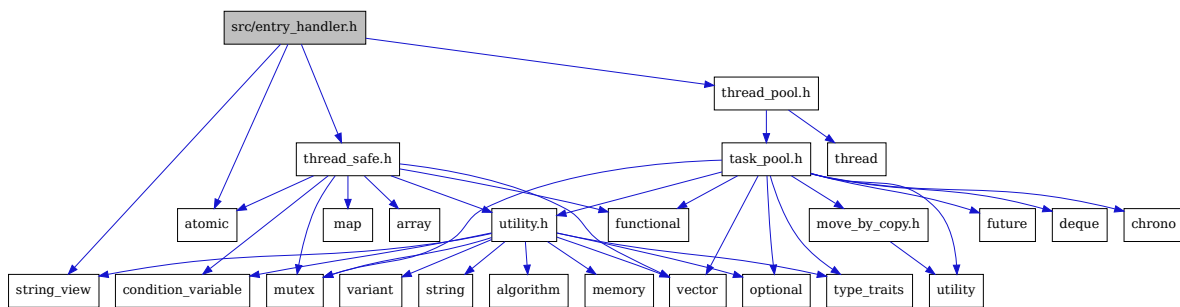 src/entry_handler.h
thread_pool.h
thread_safe.h
task_pool.h
thread
atomic
map
array
utility.h
functional
move_by_copy.h
future
deque
chrono
string_view
condition_variable
mutex
variant
string
algorithm
memory
vector
optional
type_traits
utility